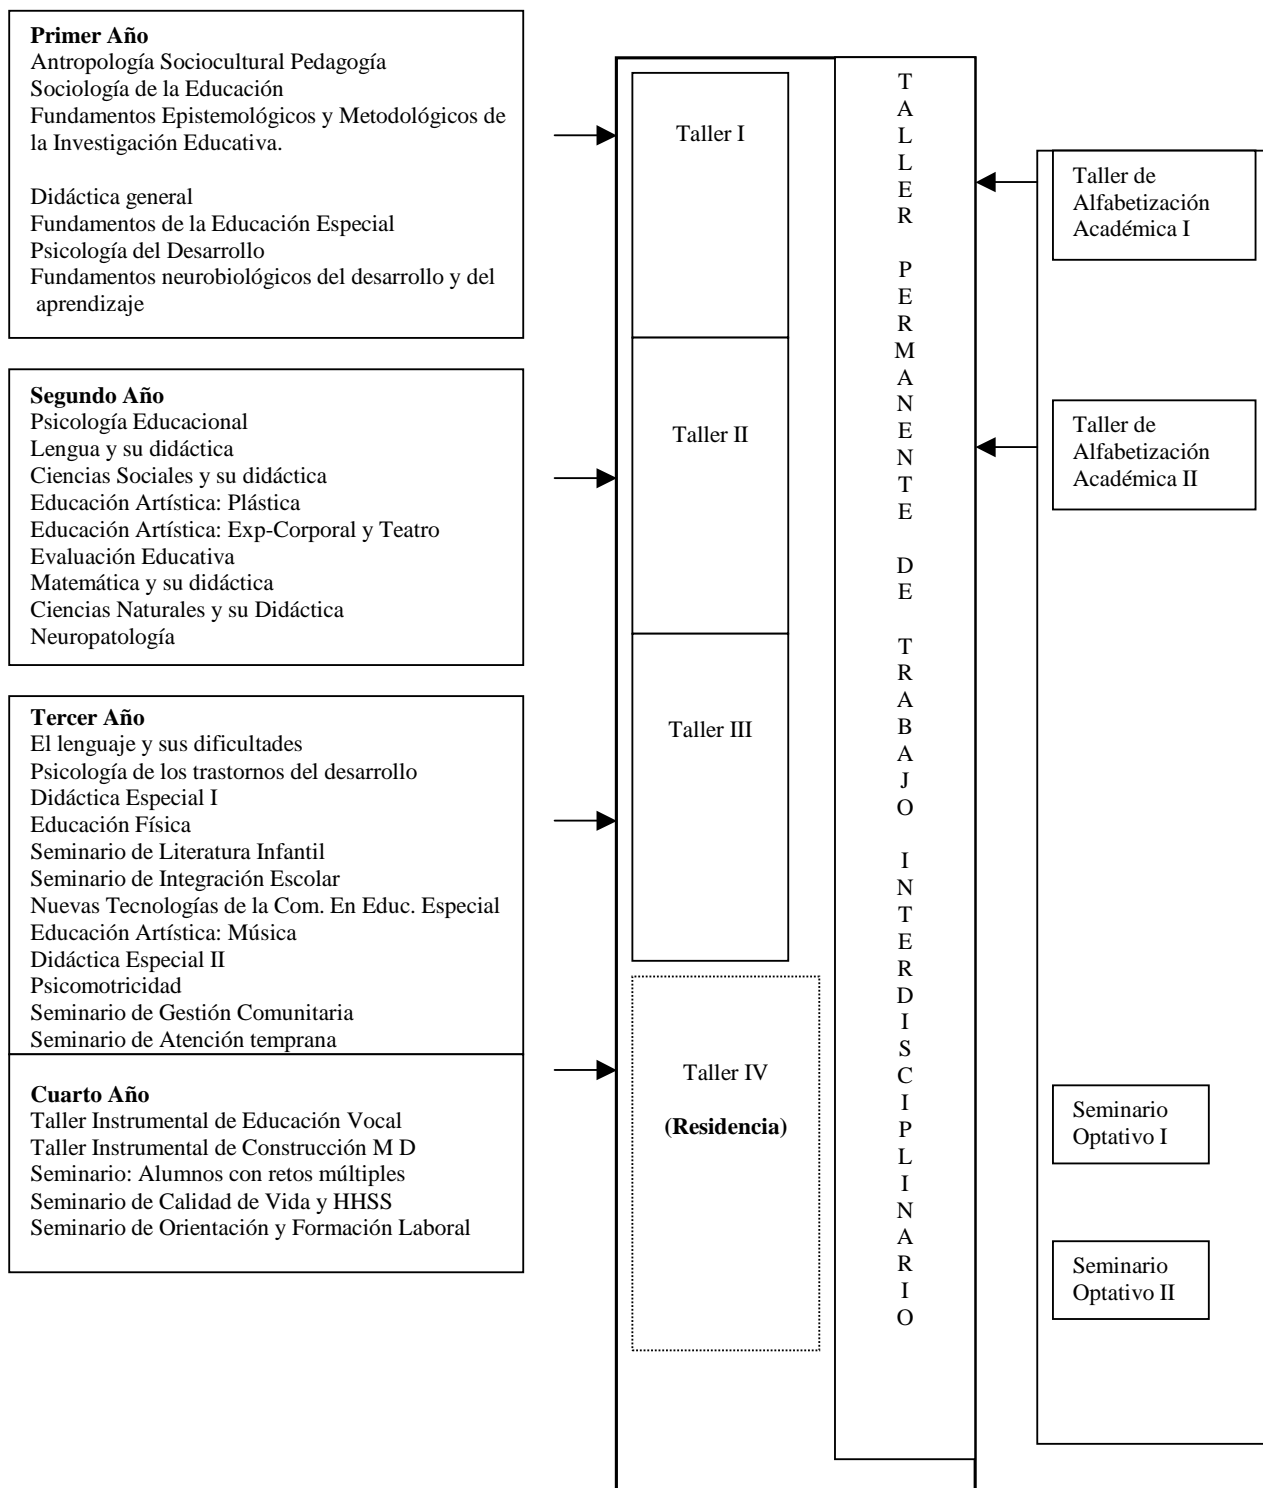 Primer Año
Antropología Sociocultural Pedagogía
Sociología de la Educación
Fundamentos Epistemológicos y Metodológicos de
la Investigación Educativa.
Didáctica general
Fundamentos de la Educación Especial
Psicología del Desarrollo
Fundamentos neurobiológicos del desarrollo y del
aprendizaje
Segundo Año
Psicología Educacional
Lengua y su didáctica
Ciencias Sociales y su didáctica
Educación Artística: Plástica
Educación Artística: Exp-Corporal y Teatro
Evaluación Educativa
Matemática y su didáctica
Ciencias Naturales y su Didáctica
Neuropatología
Tercer Año
El lenguaje y sus dificultades
Psicología de los trastornos del desarrollo
Didáctica Especial I
Educación Física
Seminario de Literatura Infantil
Seminario de Integración Escolar
Nuevas Tecnologías de la Com. En Educ. Especial
Educación Artística: Música
Didáctica Especial II
Psicomotricidad
Seminario de Gestión Comunitaria
Seminario de Atención temprana
Cuarto Año
Taller Instrumental de Educación Vocal
Taller Instrumental de Construcción M D
Seminario: Alumnos con retos múltiples
Seminario de Calidad de Vida y HHSS
Seminario de Orientación y Formación Laboral
Taller I
Taller II
Taller III
Taller IV
(Residencia)
TALLER PERMANENTE DE TRABAJO INTERDISCIPLINARIO
Taller de
Alfabetización
Académica I
Taller de
Alfabetización
Académica II
Seminario
Optativo I
Seminario
Optativo II